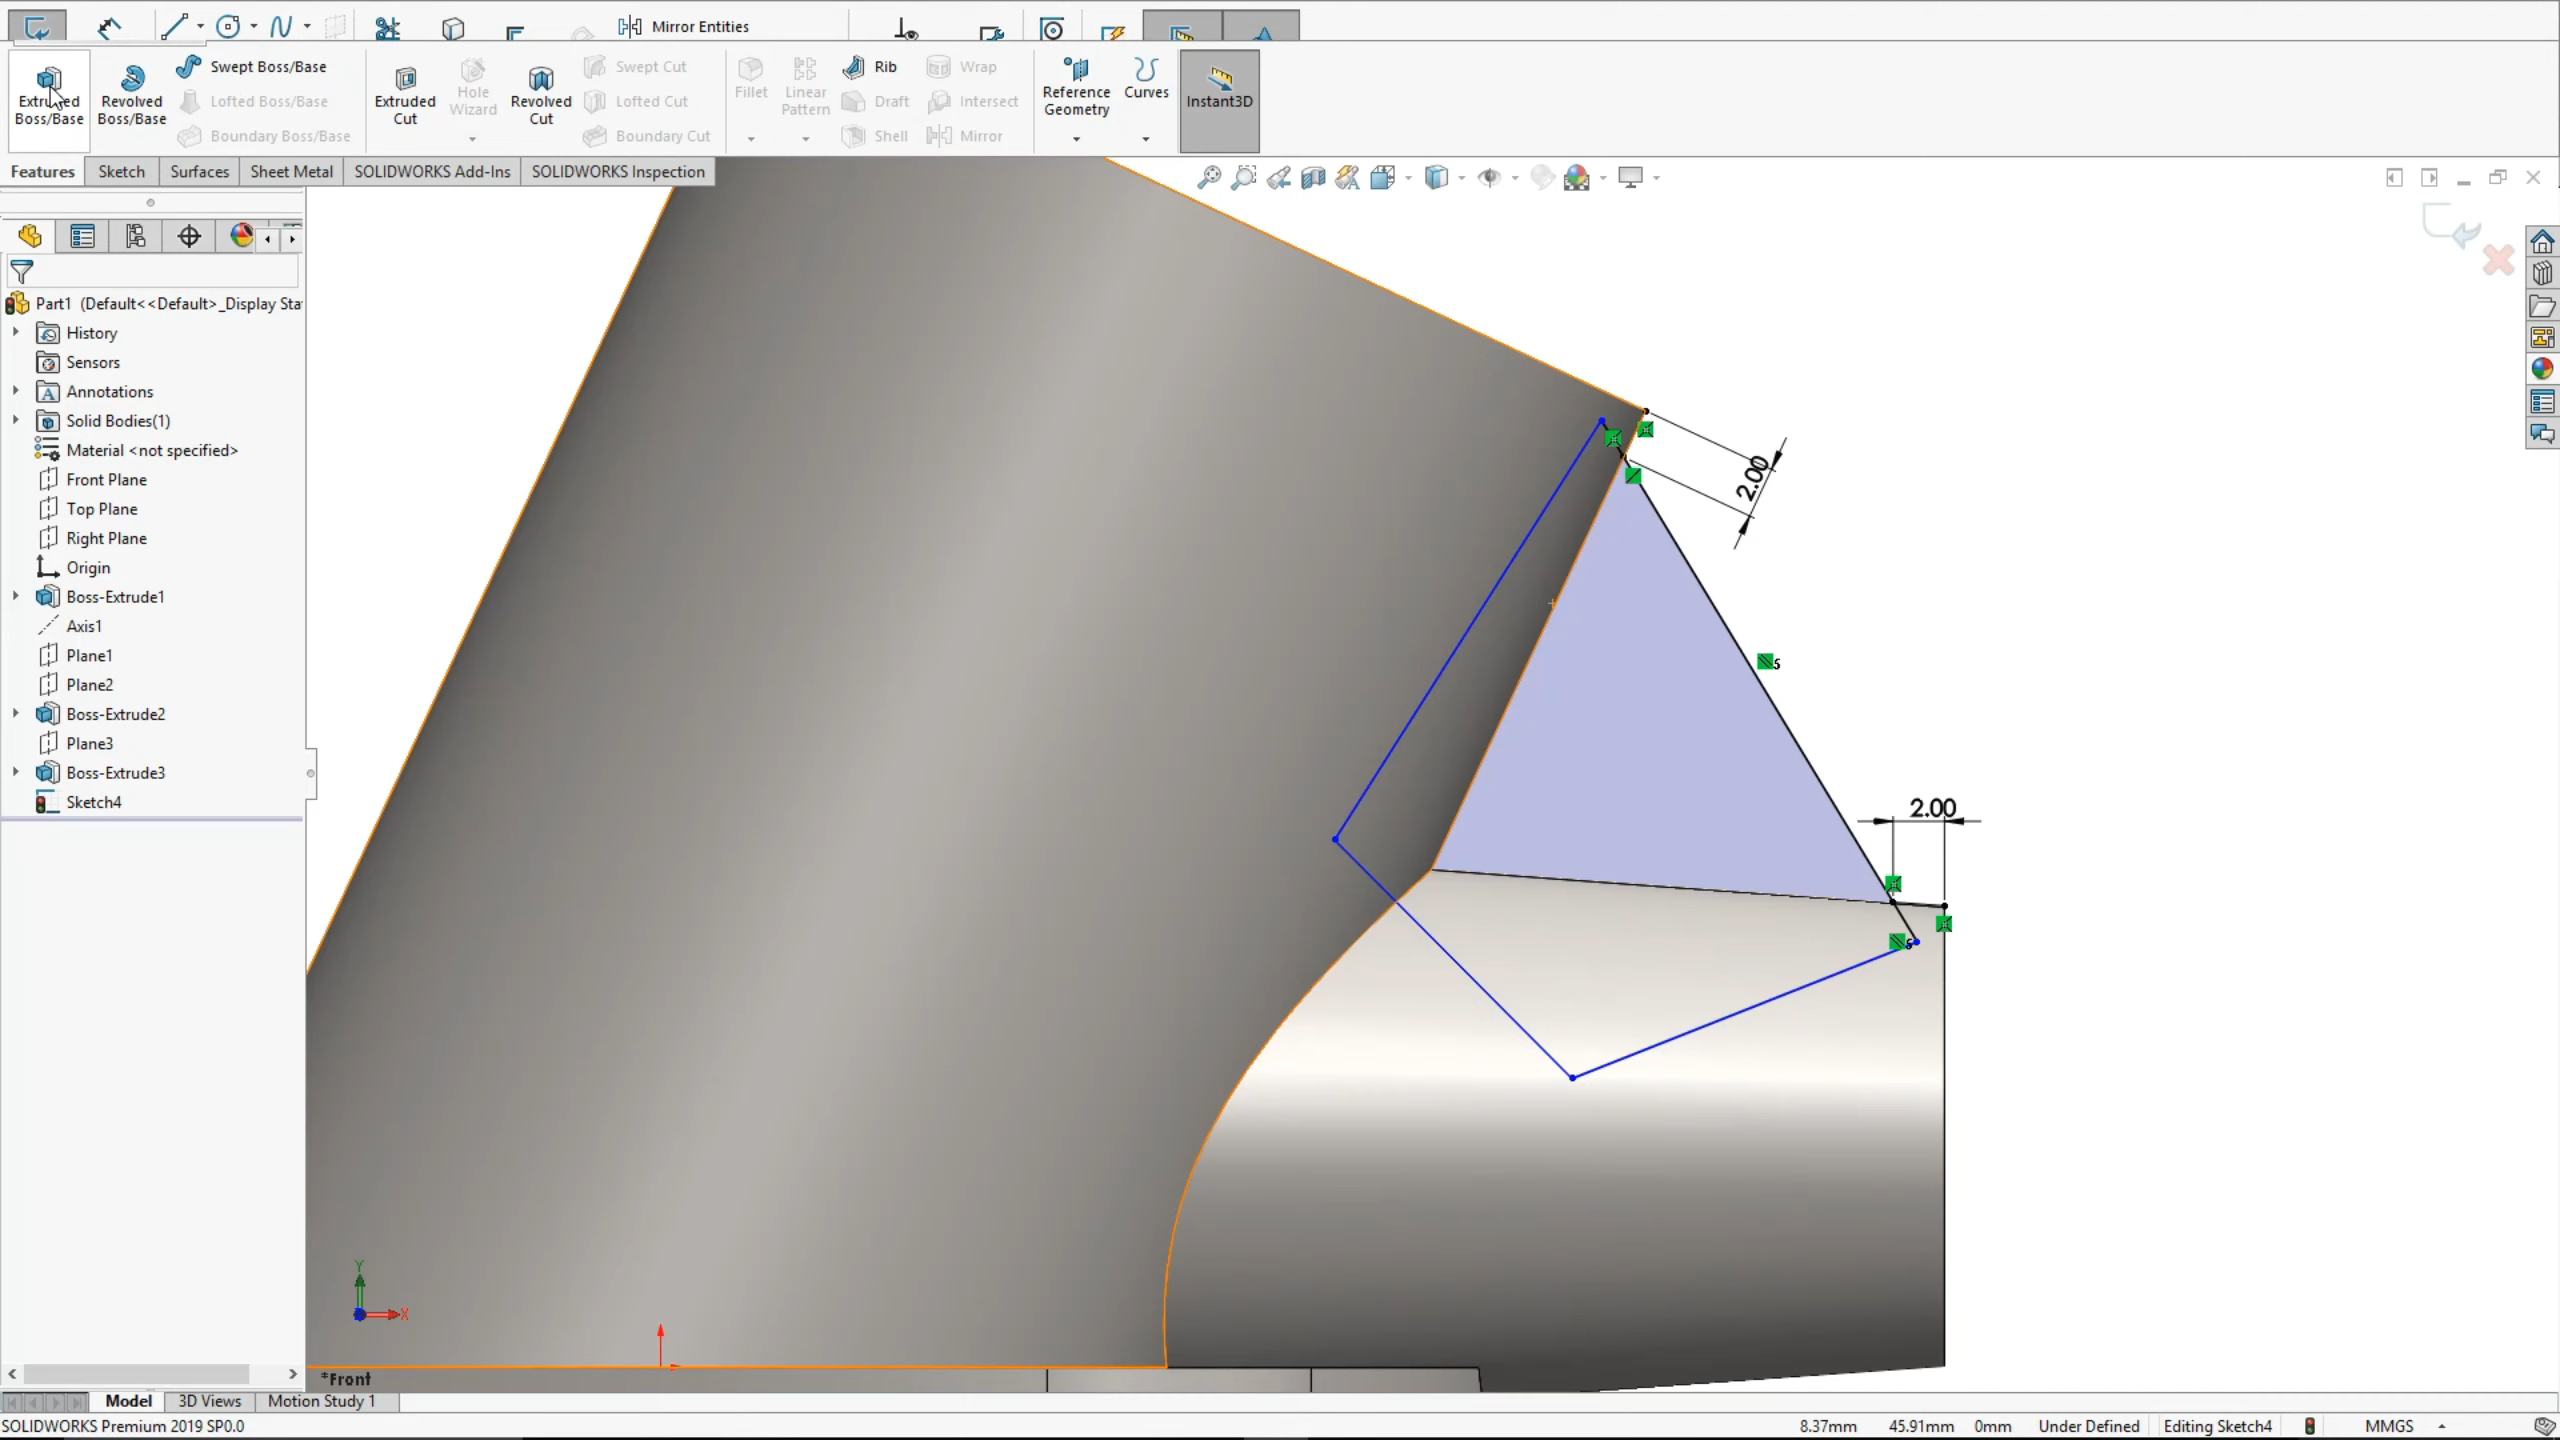 Mirror Entities
Extruded Boss/Base
Revolved Boss/Base
Swept Boss/Base
Lofted Boss/Base
Boundary Boss/Base
Extruded Cut
Hole Wizard
Revolved Cut
Swept Cut
Lofted Cut
Boundary Cut
Fillet
Linear Pattern
Rib
Draft
Shell
Wrap
Intersect
Mirror
Reference Geometry
Curves
Instant3D
Features
Sketch
Surfaces
Sheet Metal
SOLIDWORKS Add-Ins
SOLIDWORKS Inspection
Part1 (Default<<Default>_Display Sta
History
Sensors
Annotations
Solid Bodies(1)
Material <not specified>
Front Plane
Top Plane
Right Plane
Origin
Boss-Extrude1
Axis1
Plane1
Plane2
Boss-Extrude2
Plane3
Boss-Extrude3
Sketch4
2.00
5
2.00
Y
X
*Front
Model
3D Views
Motion Study 1
SOLIDWORKS Premium 2019 SP0.0
8.37mm
45.91mm
0mm
Under Defined
Editing Sketch4
MMGS